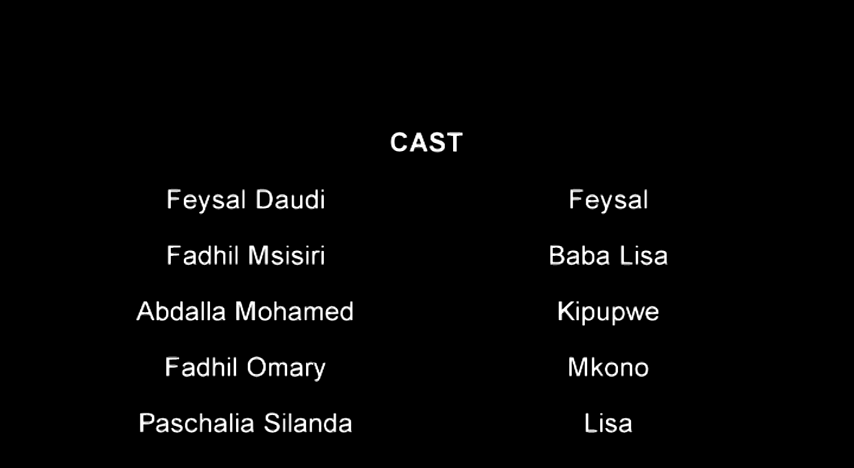 CAST
Feysal Daudi Feysal
Fadhil Msisiri Baba Lisa
Abdalla Mohamed Kipupwe
Fadhil Omary Mkono
Paschalia Silanda Lisa